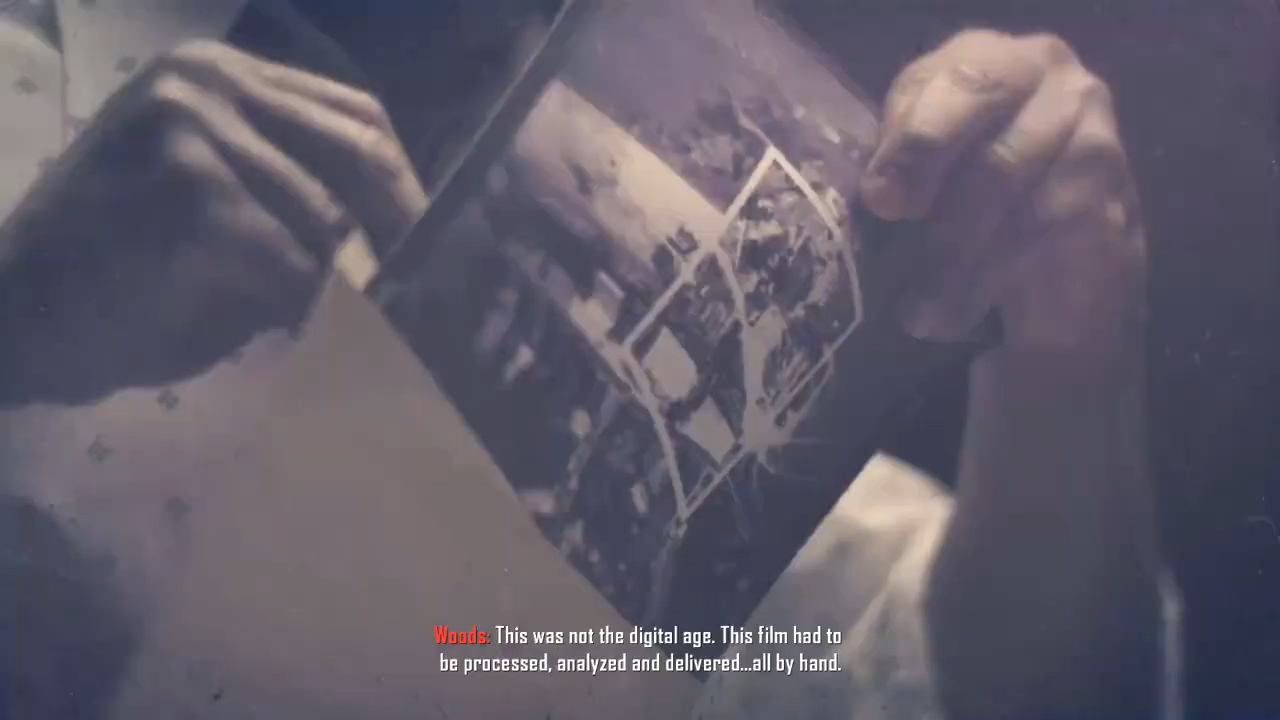 Woods: This was not the digital age. This film had to
be processed, analyzed and delivered...all by hand.